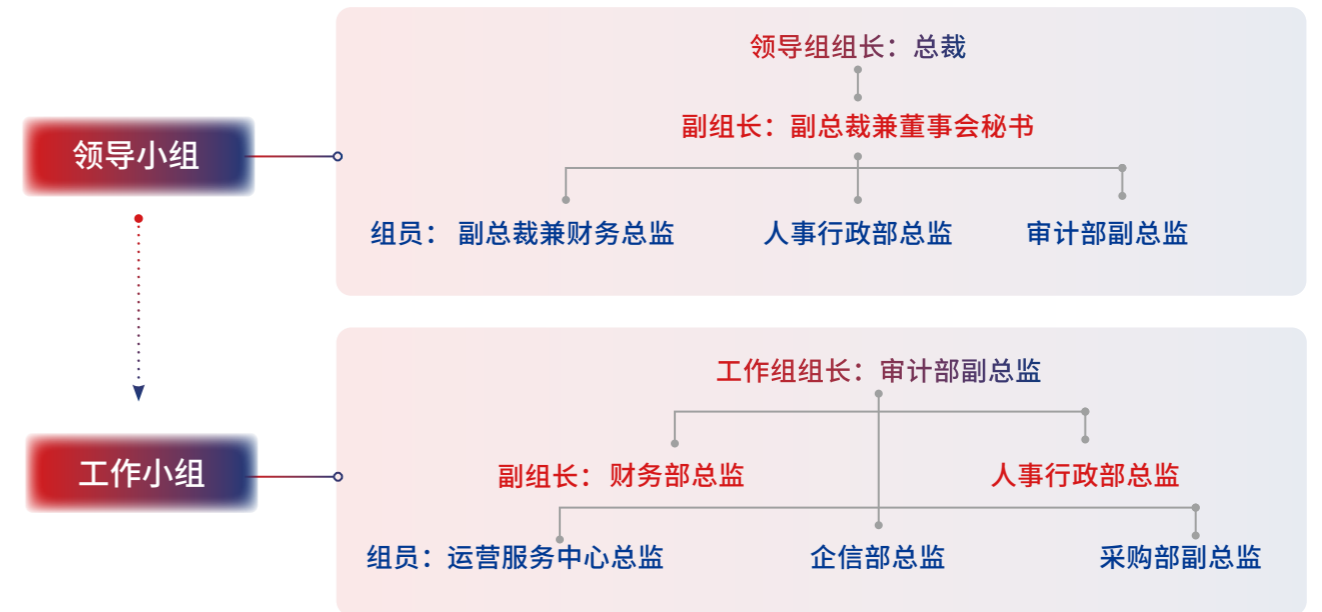 领导组组长：总裁
副组长：副总裁兼董事会秘书
领导小组
组员： 副总裁兼财务总监 人事行政部总监 审计部副总监
工作组组长：审计部副总监
副组长：财务部总监 人事行政部总监
工作小组
组员：运营服务中心总监 企信部总监 采购部副总监